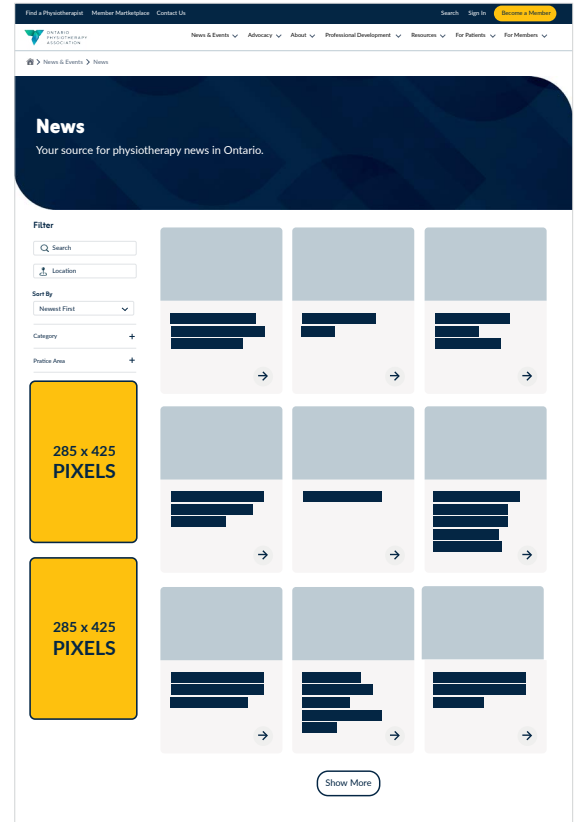 Find a Physiotherapist Member Martketplace Contact Us Search Sign In Become a Member
ONTARIO
PHYSIOTHERAPY
ASSOCIATION
News & Events Advocacy About Professional Development Resources For Patients For Members
News & Events News
News
Your source for physiotherapy news in Ontario.
Filter
Search
Location
Sort By
Newest First
Category +
Pratice Area +
285 x 425
PIXELS
285 x 425
PIXELS
Show More